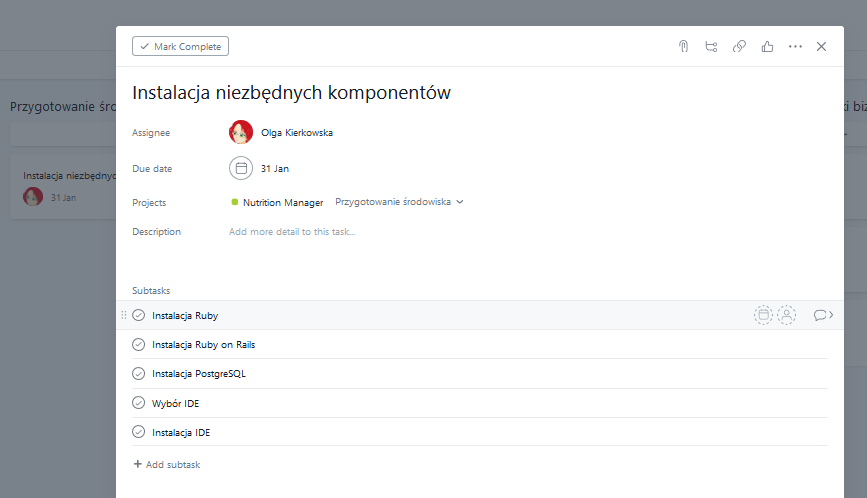 Mark Complete
Przygotowanie śro
ki biz
Instalacja niezbędnych komponentów
Assignee Olga Kierkowska
Due date 31 Jan
Instalacja niezbędnyc
31 Jan
Projects Nutrition Manager Przygotowanie środowiska
Description Add more detail to this task...
Subtasks
Instalacja Ruby
Instalacja Ruby on Rails
Instalacja PostgreSQL
Wybór IDE
Instalacja IDE
+ Add subtask